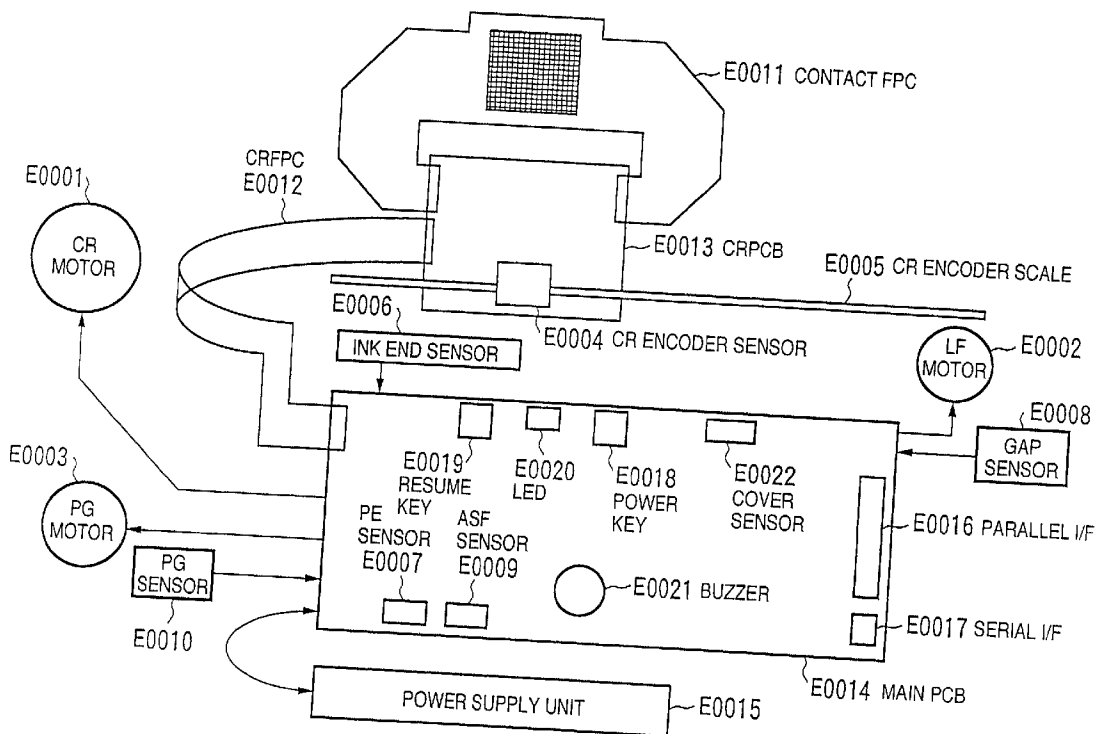 E0011 CONTACT FPC
CRFPC
E0012
E0001
CR
MOTOR
E0013 CRPCB
E0005 CR ENCODER SCALE
E0006
E0004 CR ENCODER SENSOR
INK END SENSOR
LF
MOTOR
E0002
E0008
GAP
SENSOR
E0003
PG
MOTOR
E0019
RESUME
KEY
E0020
LED
E0018
POWER
KEY
E0022
COVER
SENSOR
E0016 PARALLEL I/F
PE
SENSOR
E0007
ASF
SENSOR
E0009
PG
SENSOR
E0010
E0021 BUZZER
E0017 SERIAL I/F
E0014 MAIN PCB
POWER SUPPLY UNIT
E0015